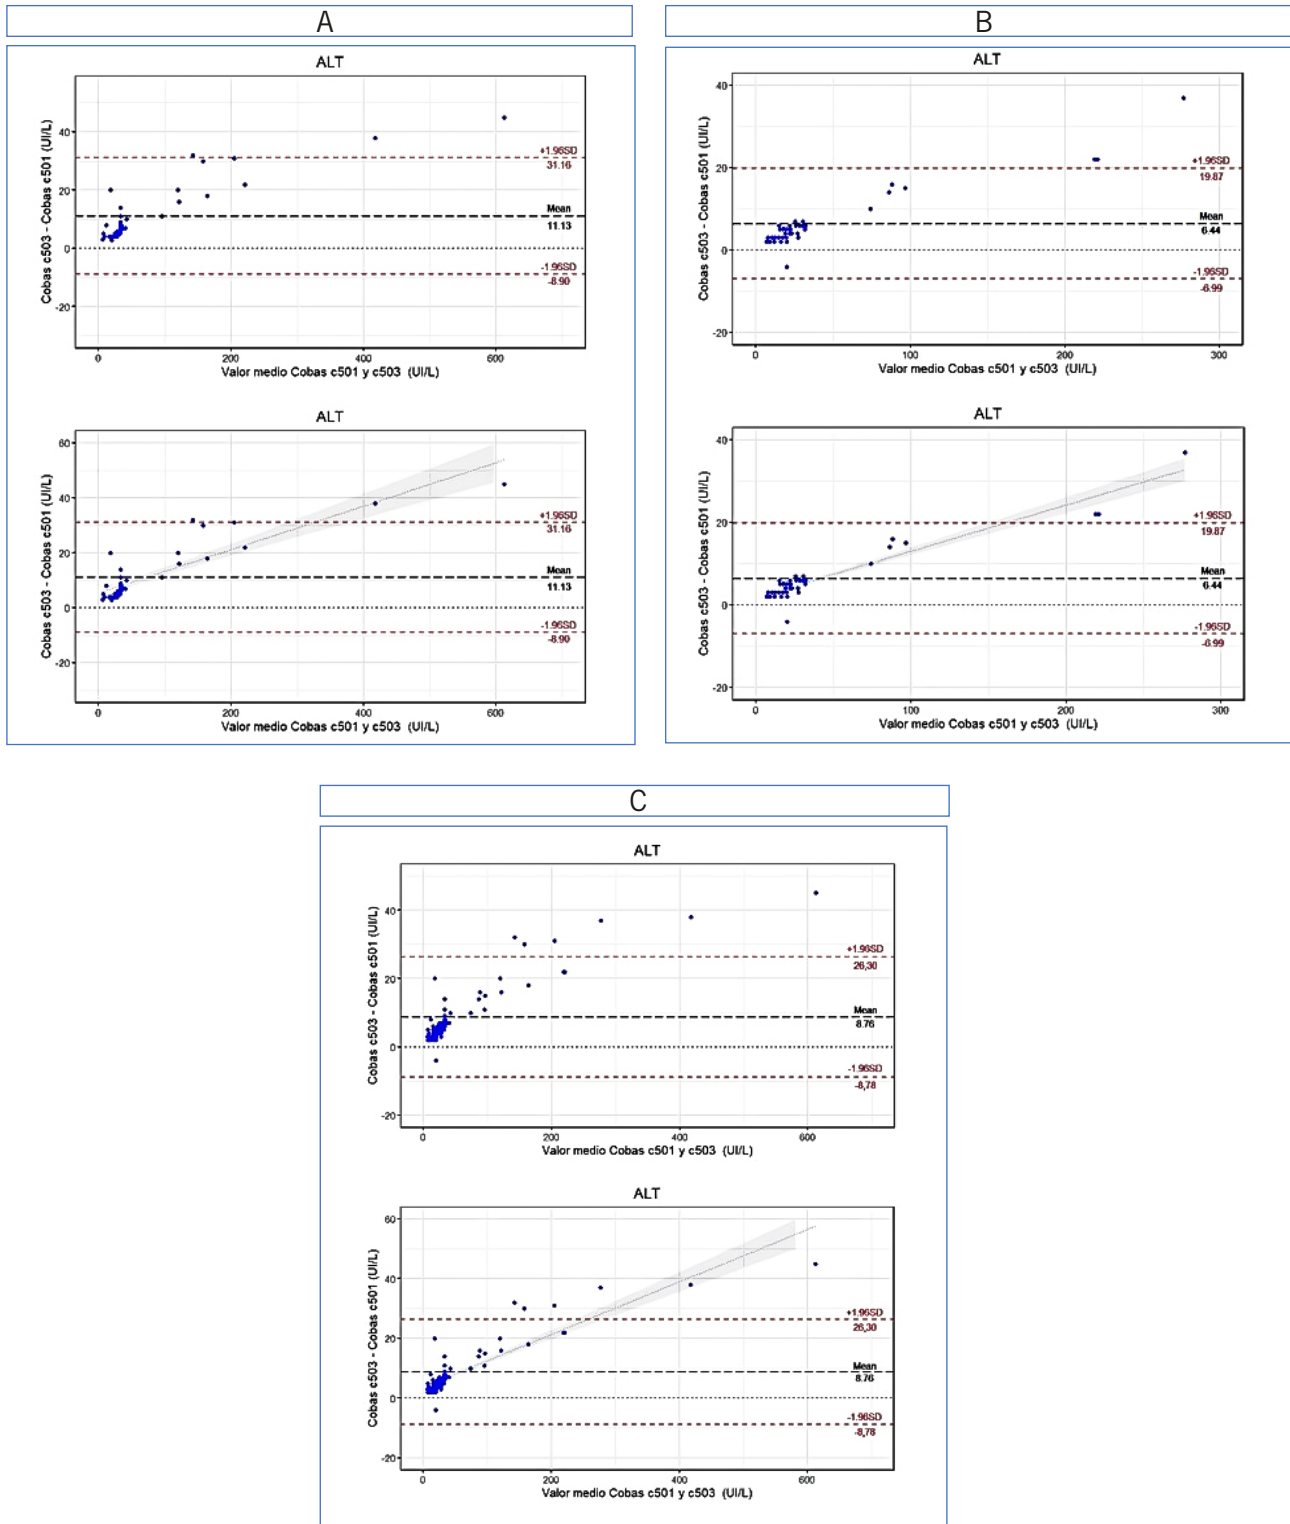 A
ALT
Cobas c503 - Cobas c501 (UI/L)
40
20
0
-20
+1.96SD
31.16
Mean
11.13
-1.96SD
-8.90
0
200
400
600
Valor medio Cobas c501 y c503 (UI/L)
ALT
Cobas c503 - Cobas c501 (UI/L)
60
40
20
0
-20
+1.96SD
31.16
Mean
11.13
-1.96SD
-8.90
0
200
400
600
Valor medio Cobas c501 y c503 (UI/L)
B
ALT
Cobas c503 - Cobas c501 (UI/L)
40
20
0
-20
+1.96SD
19.87
Mean
6.44
-1.96SD
-6.99
0
100
200
300
Valor medio Cobas c501 y c503 (UI/L)
ALT
Cobas c503 - Cobas c501 (UI/L)
40
20
0
-20
+1.96SD
19.87
Mean
6.44
-1.96SD
-6.99
0
100
200
300
Valor medio Cobas c501 y c503 (UI/L)
C
ALT
Cobas c503 - Cobas c501 (UI/L)
40
20
0
-20
+1.96SD
26,30
Mean
8.76
-1.96SD
-8,78
0
200
400
600
Valor medio Cobas c501 y c503 (UI/L)
ALT
Cobas c503 - Cobas c501 (UI/L)
60
40
20
0
-20
+1.96SD
26,30
Mean
8.76
-1.96SD
-8,78
0
200
400
600
Valor medio Cobas c501 y c503 (UI/L)